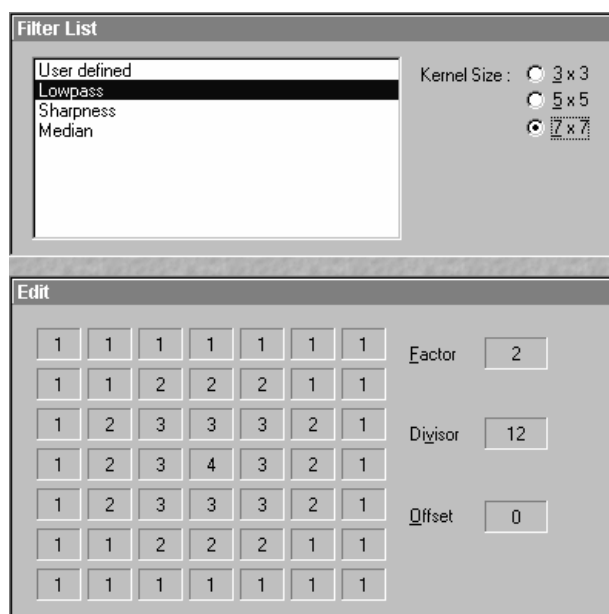 Filter List
User defined
Lowpass
Sharpness
Median
Kernel Size :
3 x 3
5 x 5
7 x 7
Edit
1 1 1 1 1 1 1
1 1 2 2 2 1 1
1 2 3 3 3 2 1
1 2 3 4 3 2 1
1 2 3 3 3 2 1
1 1 2 2 2 1 1
1 1 1 1 1 1 1
Factor 2
Divisor 12
Offset 0